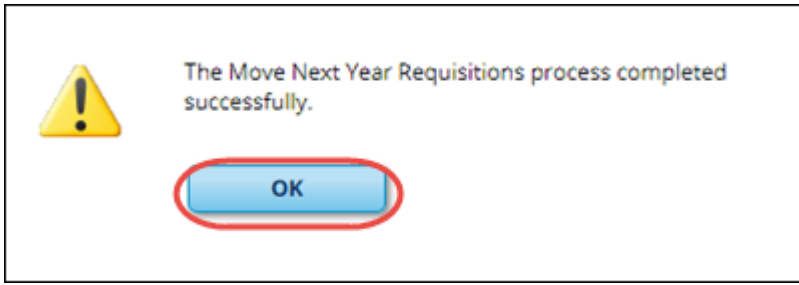 The Move Next Year Requisitions process completed
successfully.
OK